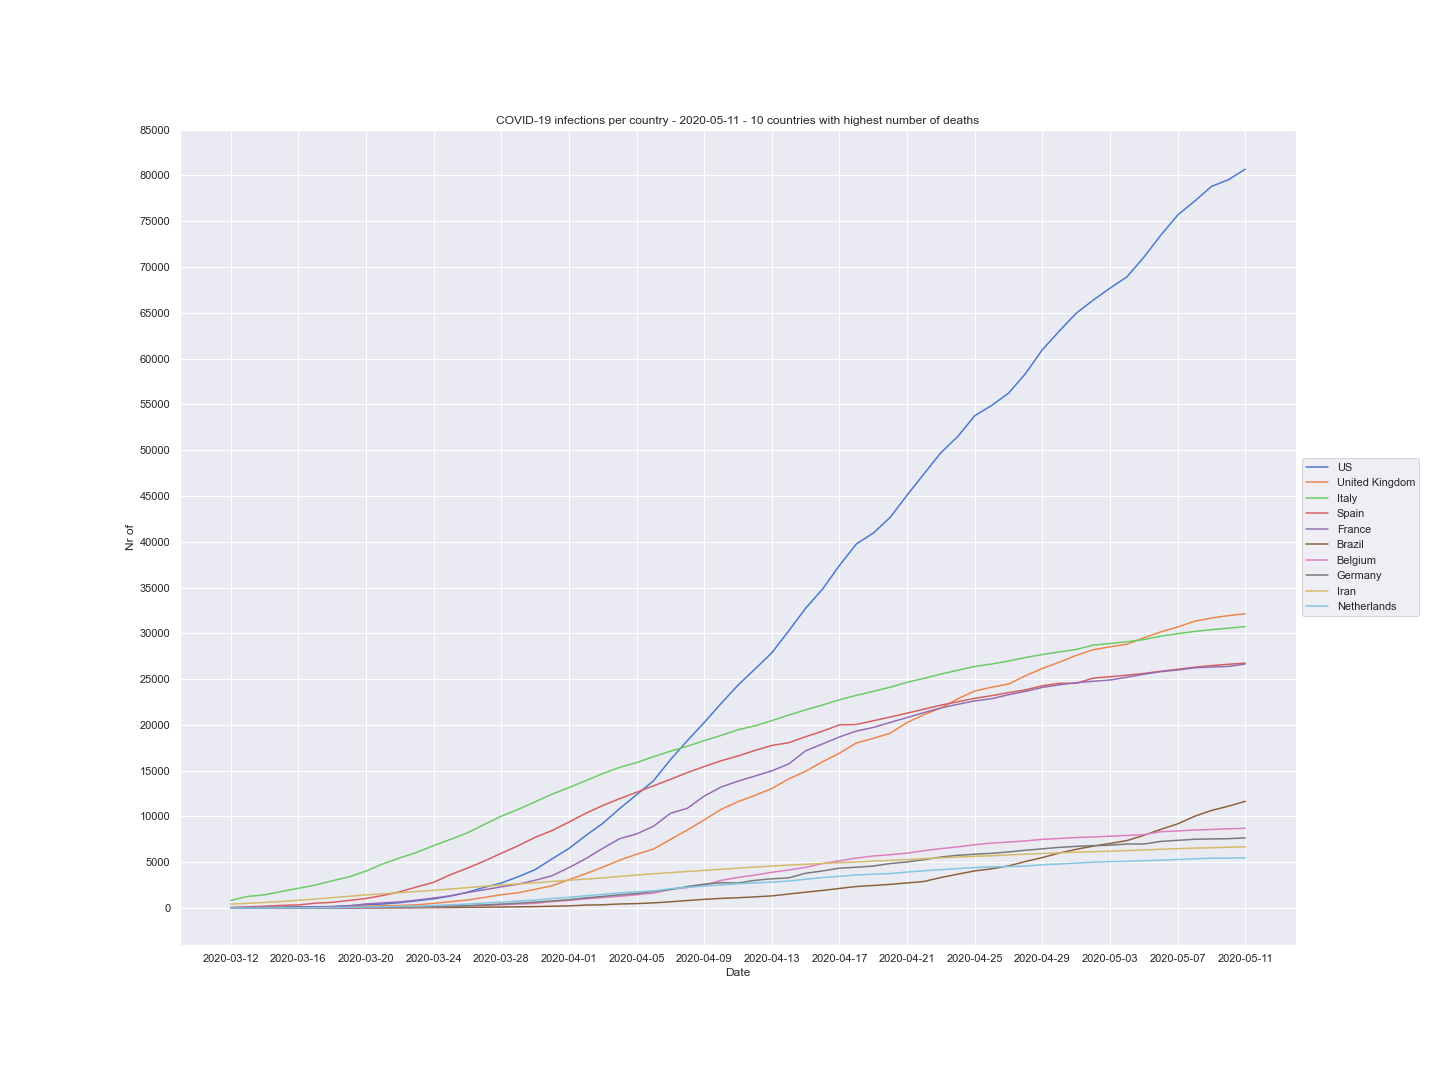 COVID-19 infections per country - 2020-05-11 - 10 countries with highest number of deaths
85000
80000
75000
70000
65000
60000
55000
50000
45000
40000
35000
30000
25000
20000
15000
10000
5000
0
Nr of
US
United Kingdom
Italy
Spain
France
Brazil
Belgium
Germany
Iran
Netherlands
2020-03-12 2020-03-16 2020-03-20 2020-03-24 2020-03-28 2020-04-01 2020-04-05 2020-04-09 2020-04-13 2020-04-17 2020-04-21 2020-04-25 2020-04-29 2020-05-03 2020-05-07 2020-05-11
Date